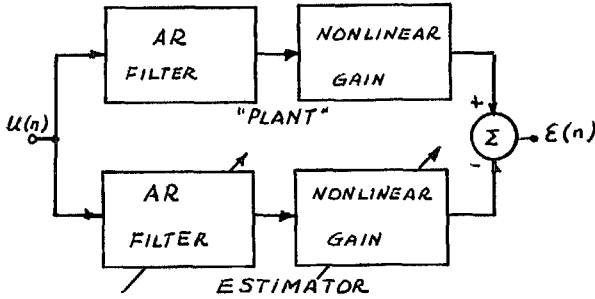 AR
FILTER
NONLINEAR
GAIN
"PLANT"
U(n)
+
Σ
ε(n)
-
AR
FILTER
NONLINEAR
GAIN
ESTIMATOR